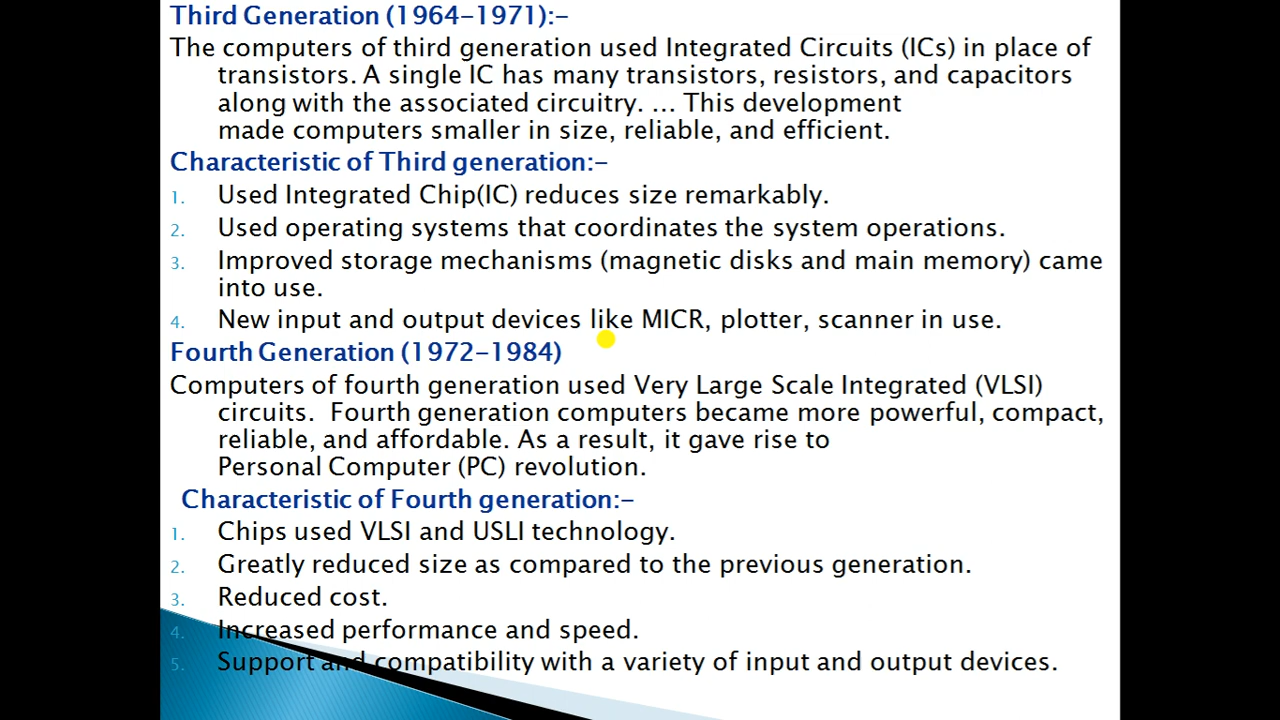 Third Generation (1964-1971):-
The computers of third generation used Integrated Circuits (ICs) in place of
transistors. A single IC has many transistors, resistors, and capacitors
along with the associated circuitry. ... This development
made computers smaller in size, reliable, and efficient.
Characteristic of Third generation:-
1. Used Integrated Chip(IC) reduces size remarkably.
2. Used operating systems that coordinates the system operations.
3. Improved storage mechanisms (magnetic disks and main memory) came
into use.
4. New input and output devices like MICR, plotter, scanner in use.
Fourth Generation (1972-1984)
Computers of fourth generation used Very Large Scale Integrated (VLSI)
circuits. Fourth generation computers became more powerful, compact,
reliable, and affordable. As a result, it gave rise to
Personal Computer (PC) revolution.
Characteristic of Fourth generation:-
1. Chips used VLSI and USLI technology.
2. Greatly reduced size as compared to the previous generation.
3. Reduced cost.
4. Increased performance and speed.
5. Support and compatibility with a variety of input and output devices.